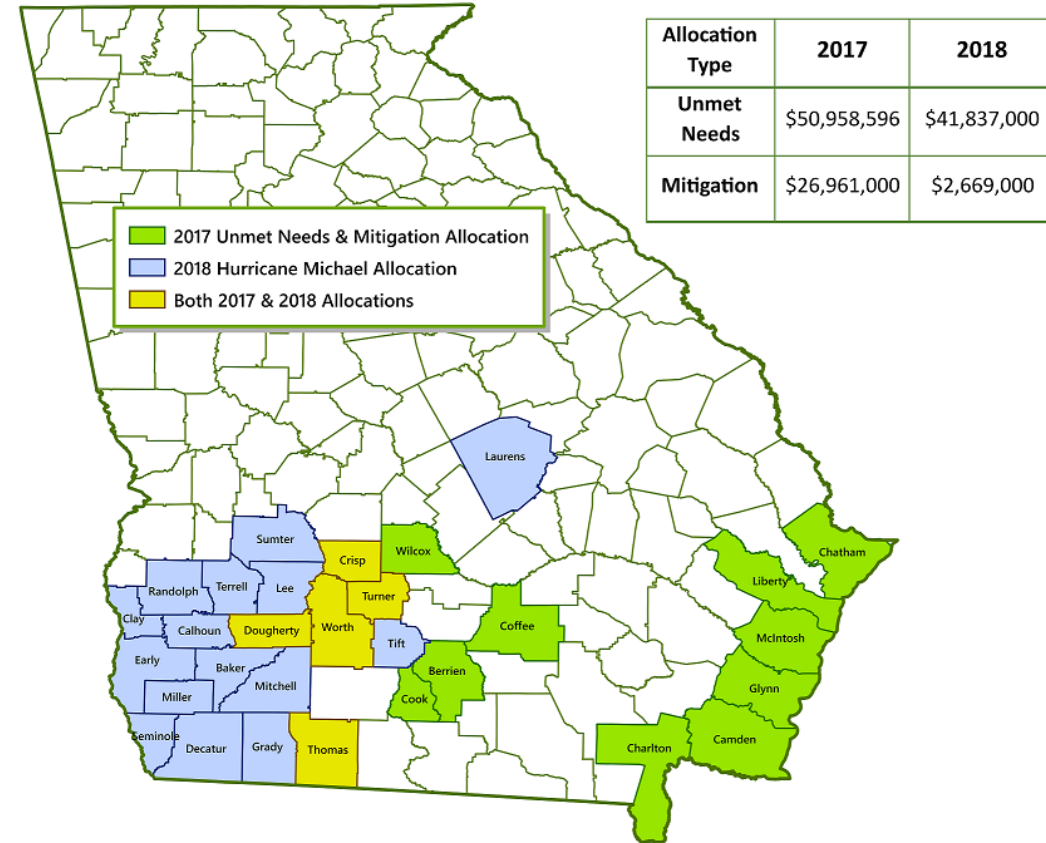 Allocation Type 2017 2018
Unmet Needs $50,958,596 $41,837,000
Mitigation $26,961,000 $2,669,000
2017 Unmet Needs & Mitigation Allocation
2018 Hurricane Michael Allocation
Both 2017 & 2018 Allocations
Laurens
Sumter
Crisp
Wilcox
Chatham
Randolph
Terrell
Lee
Turner
Liberty
Clay
Calhoun
Dougherty
Worth
Tift
Coffee
McIntosh
Early
Baker
Mitchell
Berrien
Miller
Cook
Glynn
Seminole
Decatur
Grady
Thomas
Charlton
Camden